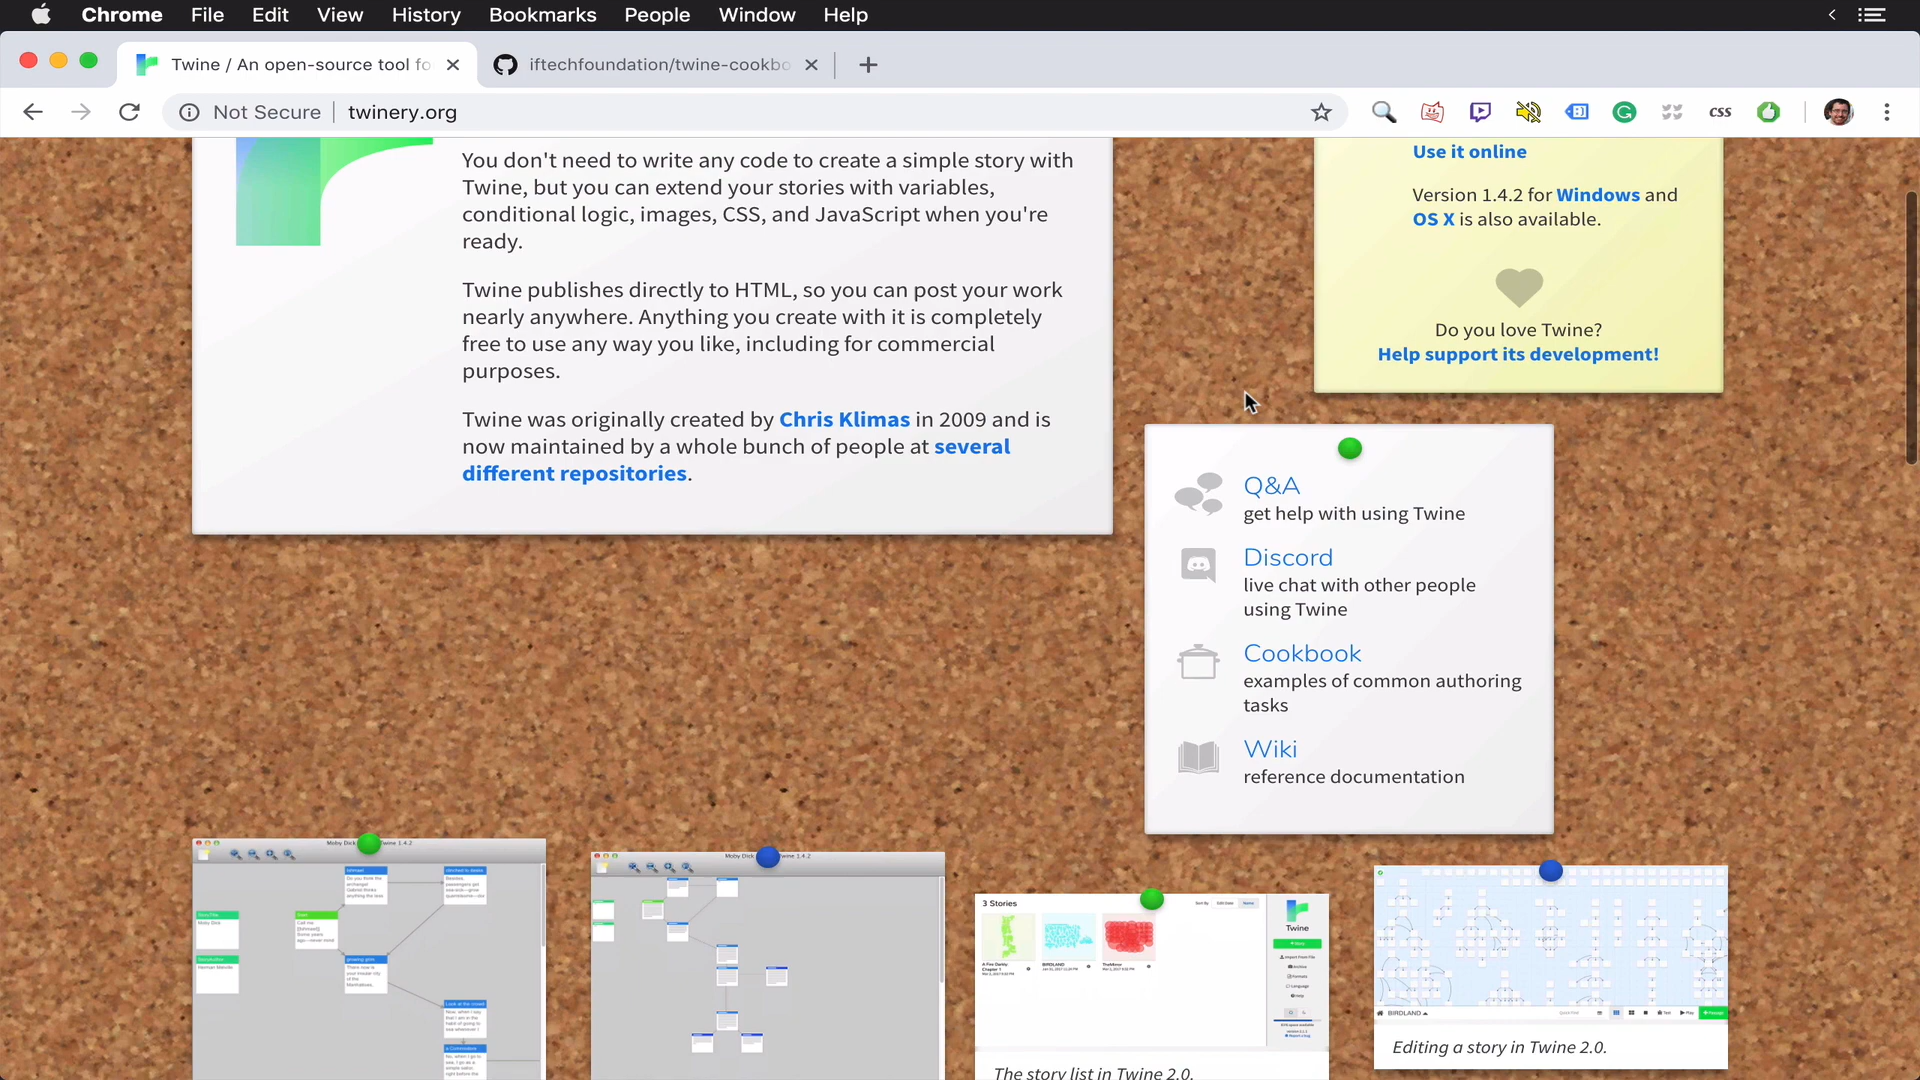 Chrome File Edit View History Bookmarks People Window Help
Twine / An open-source tool fo
iftechfoundation/twine-cookbo
Not Secure twinery.org
css
You don't need to write any code to create a simple story with
Twine, but you can extend your stories with variables,
conditional logic, images, CSS, and JavaScript when you're
ready.
Twine publishes directly to HTML, so you can post your work
nearly anywhere. Anything you create with it is completely
free to use any way you like, including for commercial
purposes.
Twine was originally created by Chris Klimas in 2009 and is
now maintained by a whole bunch of people at several
different repositories.
Use it online
Version 1.4.2 for Windows and
OS X is also available.
Do you love Twine?
Help support its development!
Q&A
get help with using Twine
Discord
live chat with other people
using Twine
Cookbook
examples of common authoring
tasks
Wiki
reference documentation
3 Stories
Twine
BIRDLAND
The story list in Twine 2.0.
Editing a story in Twine 2.0.